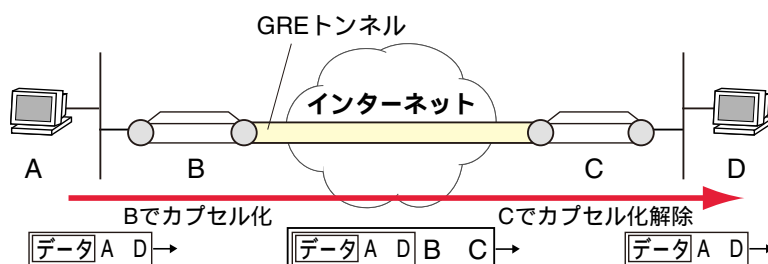 GREトンネル
インターネット
A B C D
Bでカプセル化 Cでカプセル化解除
データ A D→ データ A D B C→ データ A D→